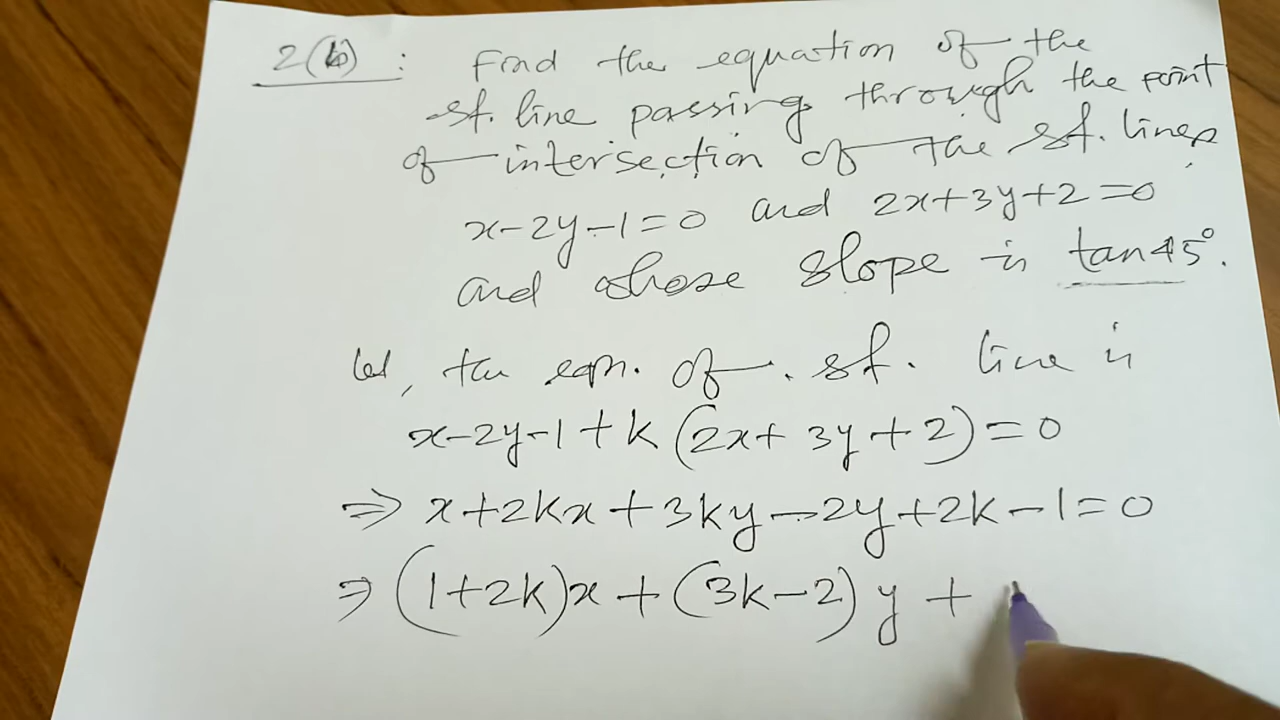 2(b) : Find the equation of the
st. line passing through the point
of intersection of the st. lines
x-2y-1=0 and 2x+3y+2=0
and whose slope is tan45°.
Let, the eqn. of . st. line is
x-2y-1+k(2x+3y+2)=0
⇒ x+2kx+3ky-2y+2k-1=0
⇒ (1+2k)x+(3k-2)y+